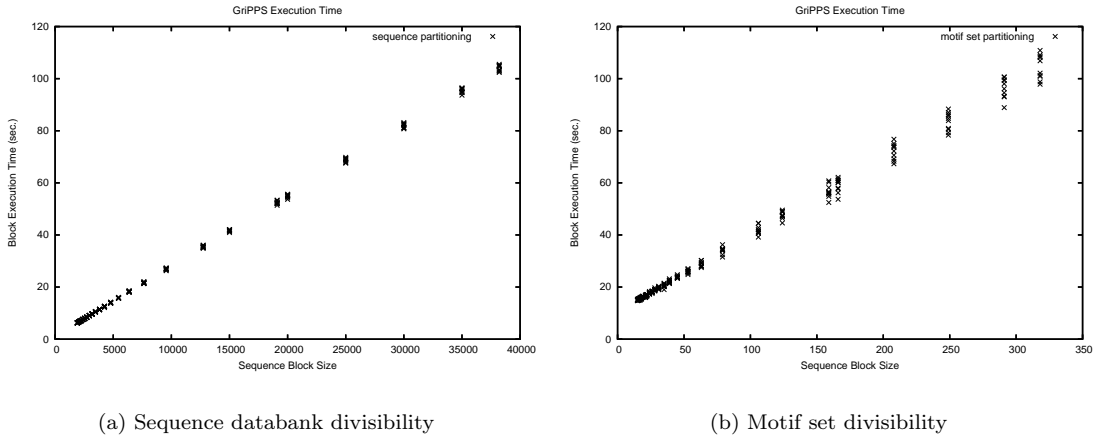 GriPPS Execution Time
120
100
80
60
40
20
0
sequence partitioning
Block Execution Time (sec.)
0 5000 10000 15000 20000 25000 30000 35000 40000
Sequence Block Size
(a) Sequence databank divisibility
GriPPS Execution Time
120
100
80
60
40
20
0
motif set partitioning
Block Execution Time (sec.)
0 50 100 150 200 250 300 350
Sequence Block Size
(b) Motif set divisibility